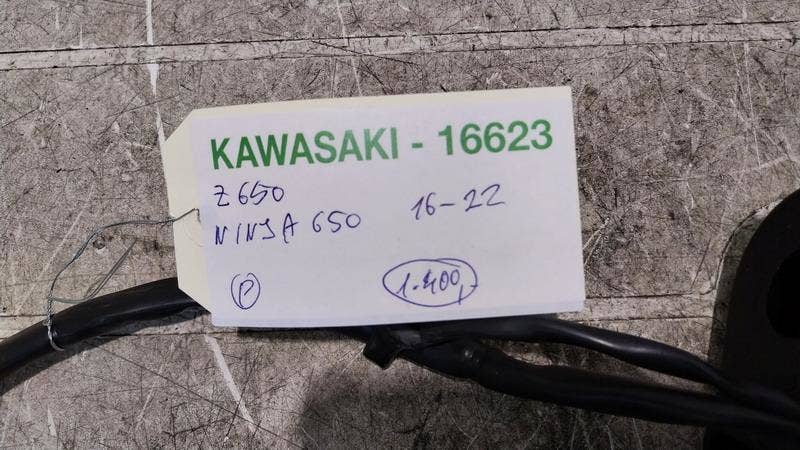 KAWASAKI - 16623
Z650
NINJA 650 16-22
P 1.400,-